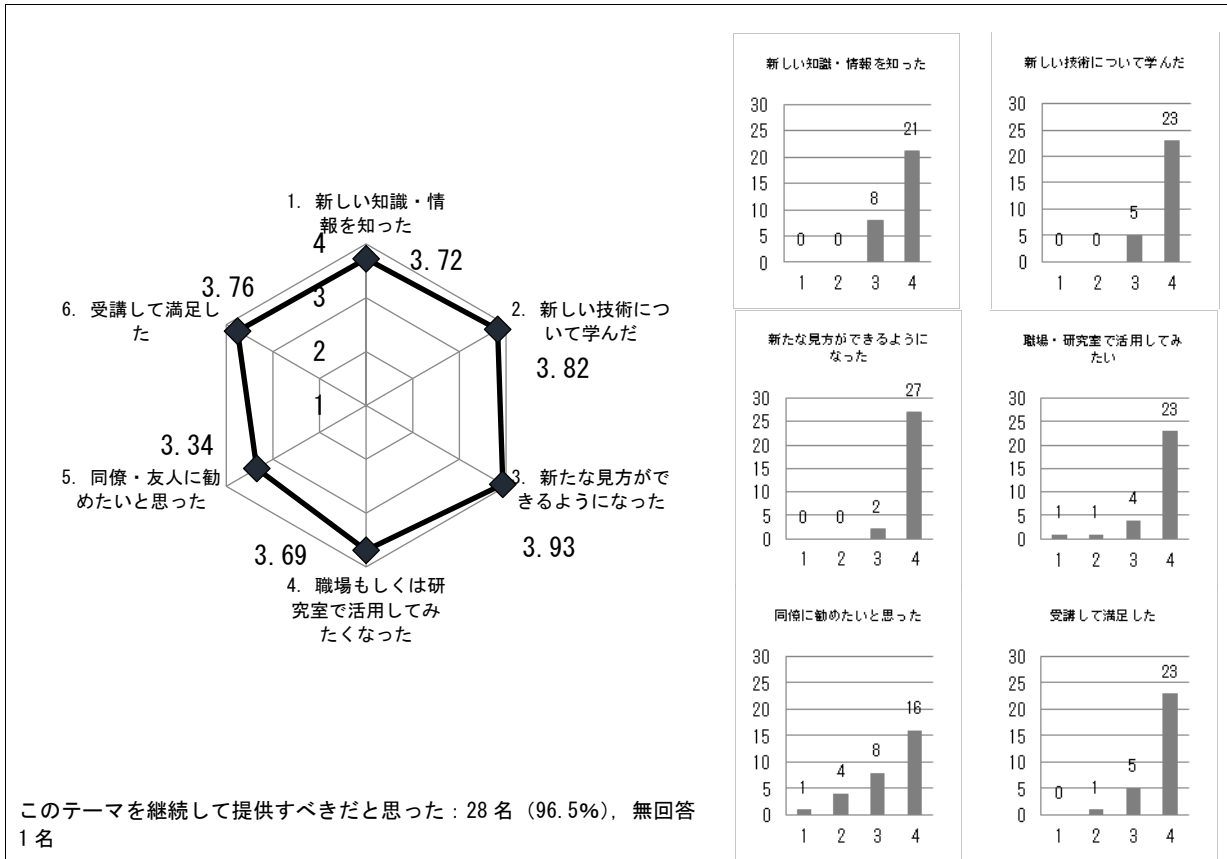 1. 新しい知識・情
報を知った
4
3.72
3.76
6. 受講して満足し
た
3
2. 新しい技術につ
いて学んだ
2
3.82
1
3.34
5. 同僚・友人に勧
めたいと思った
3. 新たな見方がで
きるようになった
3.69
3.93
4. 職場もしくは研
究室で活用してみ
たくなった
このテーマを継続して提供すべきだと思った:28 名 (96.5%), 無回答
1 名
新しい知識・情報を知った
30
25
20
15
10
5
0
0
0
8
21
1 2 3 4
新しい技術について学んだ
30
25
20
15
10
5
0
0
0
5
23
1 2 3 4
新たな見方ができるように
なった
30
25
20
15
10
5
0
0
0
2
27
1 2 3 4
職場・研究室で活用してみ
たい
30
25
20
15
10
5
0
1
1
4
23
1 2 3 4
同僚に勧めたいと思った
30
25
20
15
10
5
0
1
4
8
16
1 2 3 4
受講して満足した
30
25
20
15
10
5
0
0
1
5
23
1 2 3 4